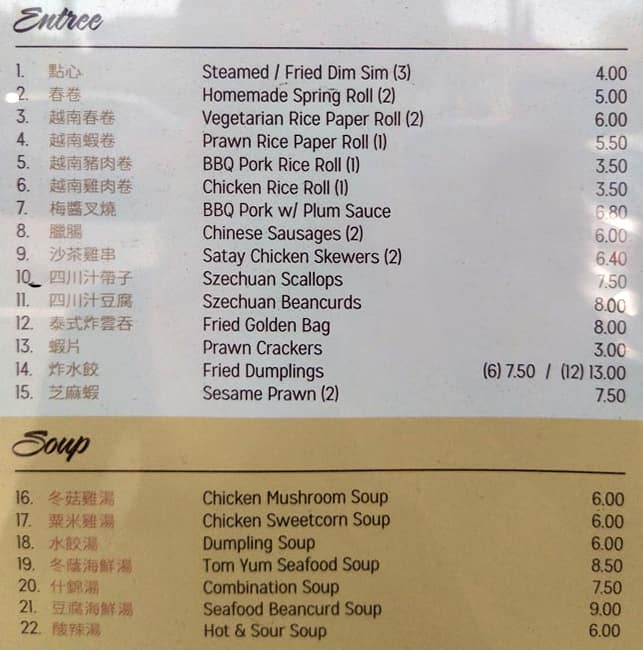 Entree
1. 點心 Steamed / Fried Dim Sim (3) 4.00
2. 春卷 Homemade Spring Roll (2) 5.00
3. 越南春卷 Vegetarian Rice Paper Roll (2) 6.00
4. 越南蝦卷 Prawn Rice Paper Roll (1) 5.50
5. 越南豬肉卷 BBQ Pork Rice Roll (1) 3.50
6. 越南雞肉卷 Chicken Rice Roll (1) 3.50
7. 梅醬叉燒 BBQ Pork w/ Plum Sauce 6.80
8. 臘腸 Chinese Sausages (2) 6.00
9. 沙茶雞串 Satay Chicken Skewers (2) 6.40
10. 四川汁帶子 Szechuan Scallops 7.50
11. 四川汁豆腐 Szechuan Beancurds 8.00
12. 泰式炸雲吞 Fried Golden Bag 8.00
13. 蝦片 Prawn Crackers 3.00
14. 炸水餃 Fried Dumplings (6) 7.50 / (12) 13.00
15. 芝麻蝦 Sesame Prawn (2) 7.50
Soup
16. 冬菇雞湯 Chicken Mushroom Soup 6.00
17. 粟米雞湯 Chicken Sweetcorn Soup 6.00
18. 水餃湯 Dumpling Soup 6.00
19. 冬蔭海鮮湯 Tom Yum Seafood Soup 8.50
20. 什錦湯 Combination Soup 7.50
21. 豆腐海鮮湯 Seafood Beancurd Soup 9.00
22. 酸辣湯 Hot & Sour Soup 6.00